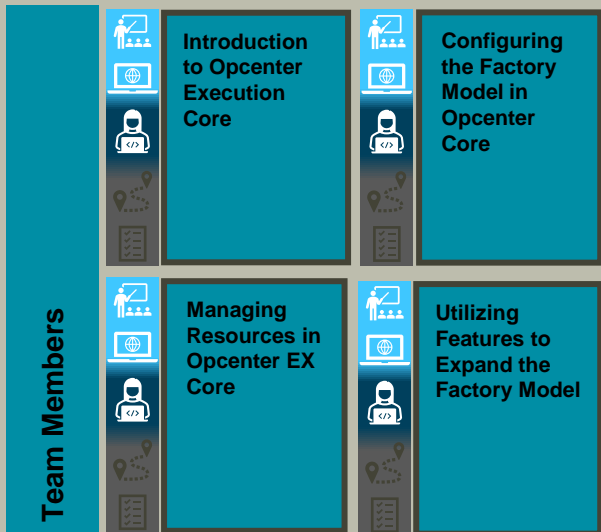 Team Members
Introduction
to Opcenter
Execution
Core
Configuring
the Factory
Model in
Opcenter
Core
Managing
Resources in
Opcenter EX
Core
Utilizing
Features to
Expand the
Factory Model